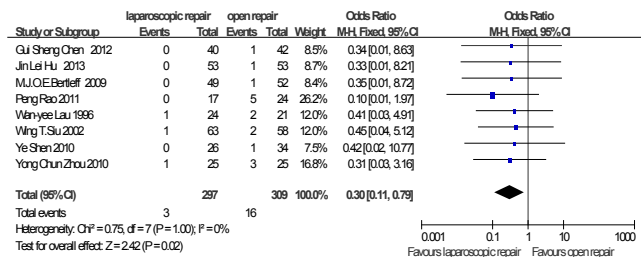 laparoscopic repair open repair Odds Ratio Odds Ratio
Study or Subgroup Events Total Events Total Weight M-H, Fixed, 95% CI M-H, Fixed, 95% CI
Gui Sheng Chen 2012 0 40 1 42 8.5% 0.34 [0.01, 8.63]
Jin Lei Hu 2013 0 53 1 53 8.7% 0.33 [0.01, 8.21]
M.J.O.E.Bertleff 2009 0 49 1 52 8.6% 0.35 [0.01, 8.72]
Peng Rao 2011 0 17 5 24 26.2% 0.10 [0.01, 1.97]
Wan-yee Lau 1996 1 24 2 21 12.2% 0.41 [0.03, 4.91]
Wing T.Siu 2002 1 63 2 58 11.8% 0.45 [0.04, 5.12]
Ye Shen 2010 0 26 1 34 7.5% 0.42 [0.02, 10.77]
Yong Chun Zhou 2010 1 25 3 25 16.8% 0.31 [0.03, 3.16]
Total (95% CI) 297 309 100.0% 0.30 [0.11, 0.79]
Total events 3 16
Heterogeneity: Chi² = 0.75, df = 7 (P = 1.00); I² = 0%
Test for overall effect: Z = 2.42 (P = 0.02)
0.001 0.1 1 10 1000
Favours laparoscopic repair Favours open repair